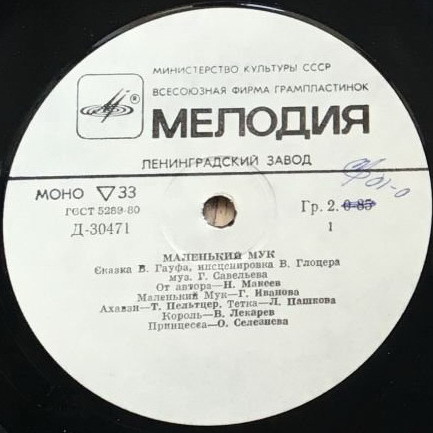 МИНИСТЕРСТВО КУЛЬТУРЫ СССР
ВСЕСОЮЗНАЯ ФИРМА ГРАМПЛАСТИНОК
®
МЕЛОДИЯ
ЛЕНИНГРАДСКИЙ ЗАВОД
МОНО ▽ 33
ГОСТ 5289-80
Д-30471
Гр. 2. 0-85
1
МАЛЕНЬКИЙ МУК
Сказка В. Гауфа, инсценировка В. Глоцера
муз. Г. Савельева
От автора—Н. Макеев
Маленький Мук—Г. Иванова
Ахавзи—Т. Пельтцер, Тетка—Л. Пашкова
Король—В. Лекарев
Принцесса—О. Селезнева